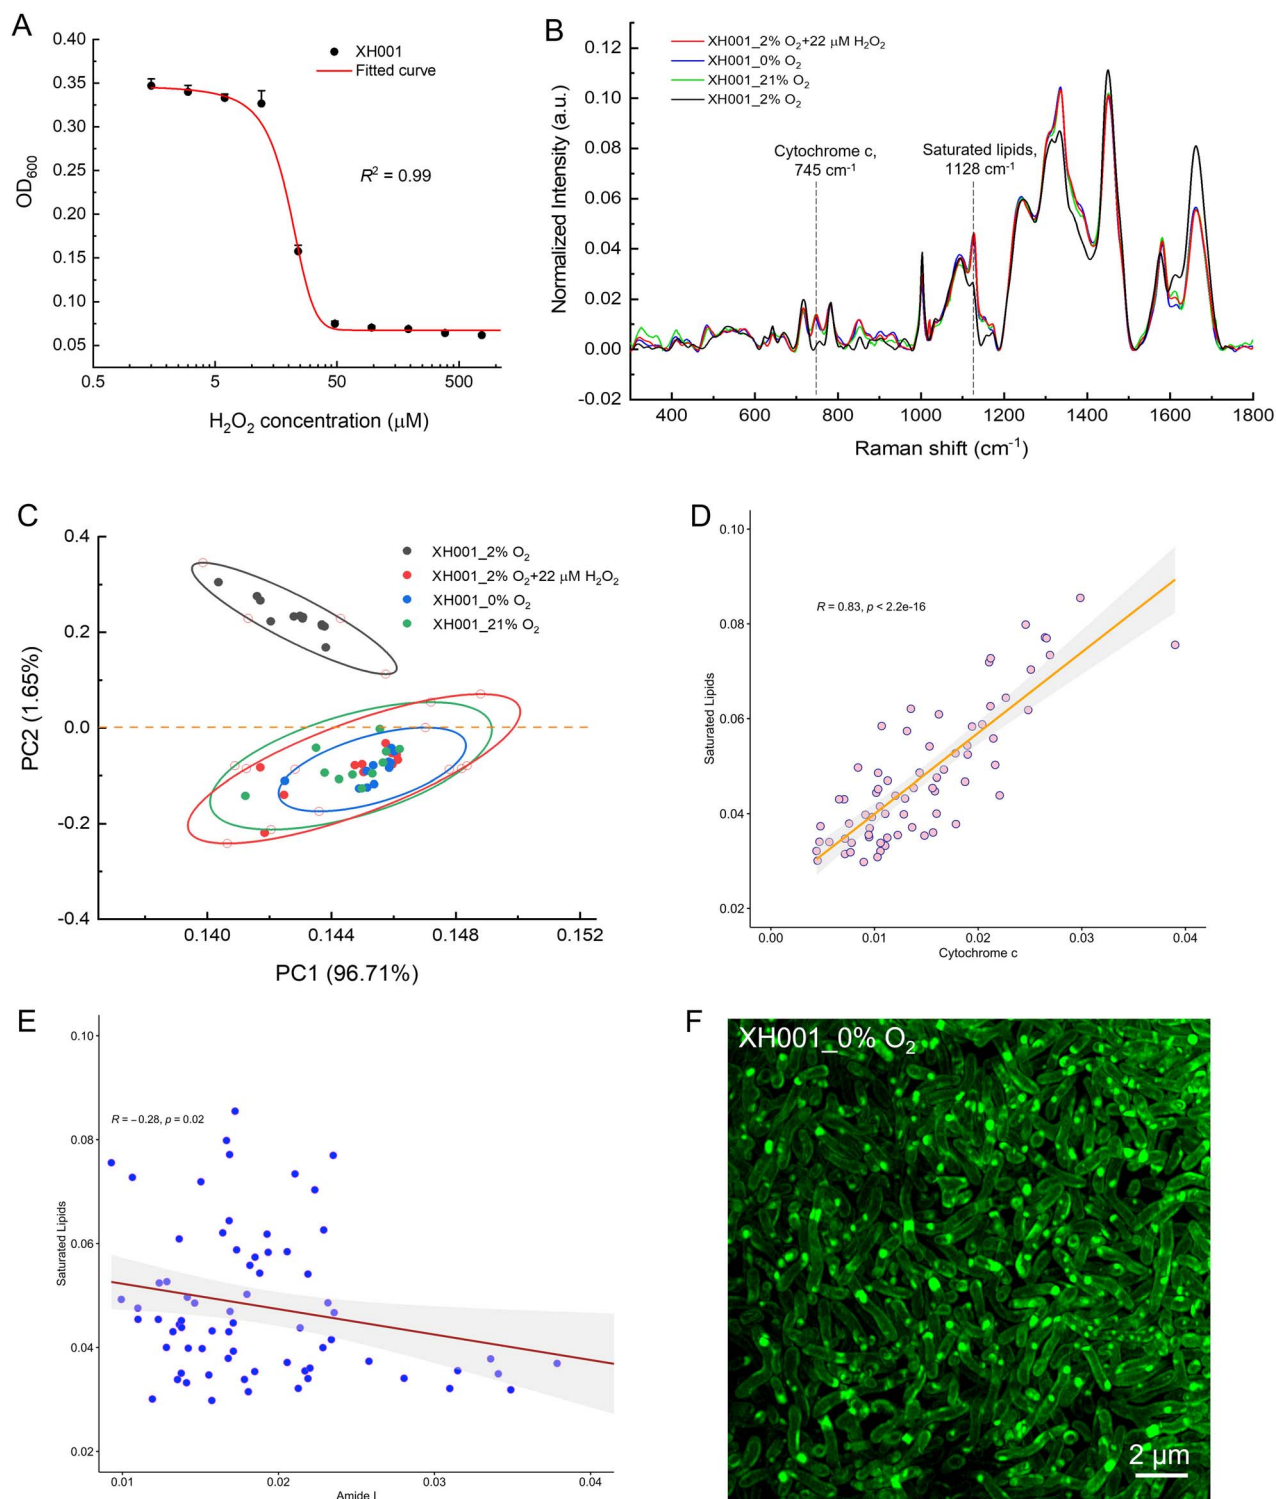 A
0.40
0.35
0.30
0.25
0.20
0.15
0.10
0.05
OD₆₀₀
XH001
Fitted curve
R² = 0.99
0.5
5
50
500
H₂O₂ concentration (μM)
B
0.12
0.10
0.08
0.06
0.04
0.02
0.00
-0.02
Normalized Intensity (a.u.)
XH001_2% O₂+22 μM H₂O₂
XH001_0% O₂
XH001_21% O₂
XH001_2% O₂
Cytochrome c,
745 cm⁻¹
Saturated lipids,
1128 cm⁻¹
400
600
800
1000
1200
1400
1600
1800
Raman shift (cm⁻¹)
C
0.4
0.2
0.0
-0.2
-0.4
PC2 (1.65%)
XH001_2% O₂
XH001_2% O₂+22 μM H₂O₂
XH001_0% O₂
XH001_21% O₂
0.140
0.144
0.148
0.152
PC1 (96.71%)
D
0.10
0.08
0.06
0.04
0.02
Saturated Lipids
R = 0.83, p < 2.2e-16
0.00
0.01
0.02
0.03
0.04
Cytochrome c
E
0.10
0.08
0.06
0.04
0.02
Saturated Lipids
R = −0.28, p = 0.02
0.01
0.02
0.03
0.04
Amide I
F
XH001_0% O₂
2 μm